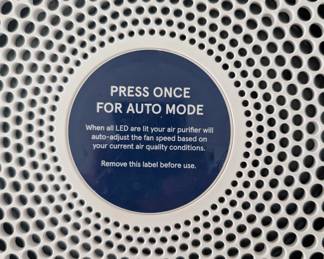 PRESS ONCE
FOR AUTO MODE
When all LED are lit your air purifier will
auto-adjust the fan speed based on
your current air quality conditions.
Remove this label before use.